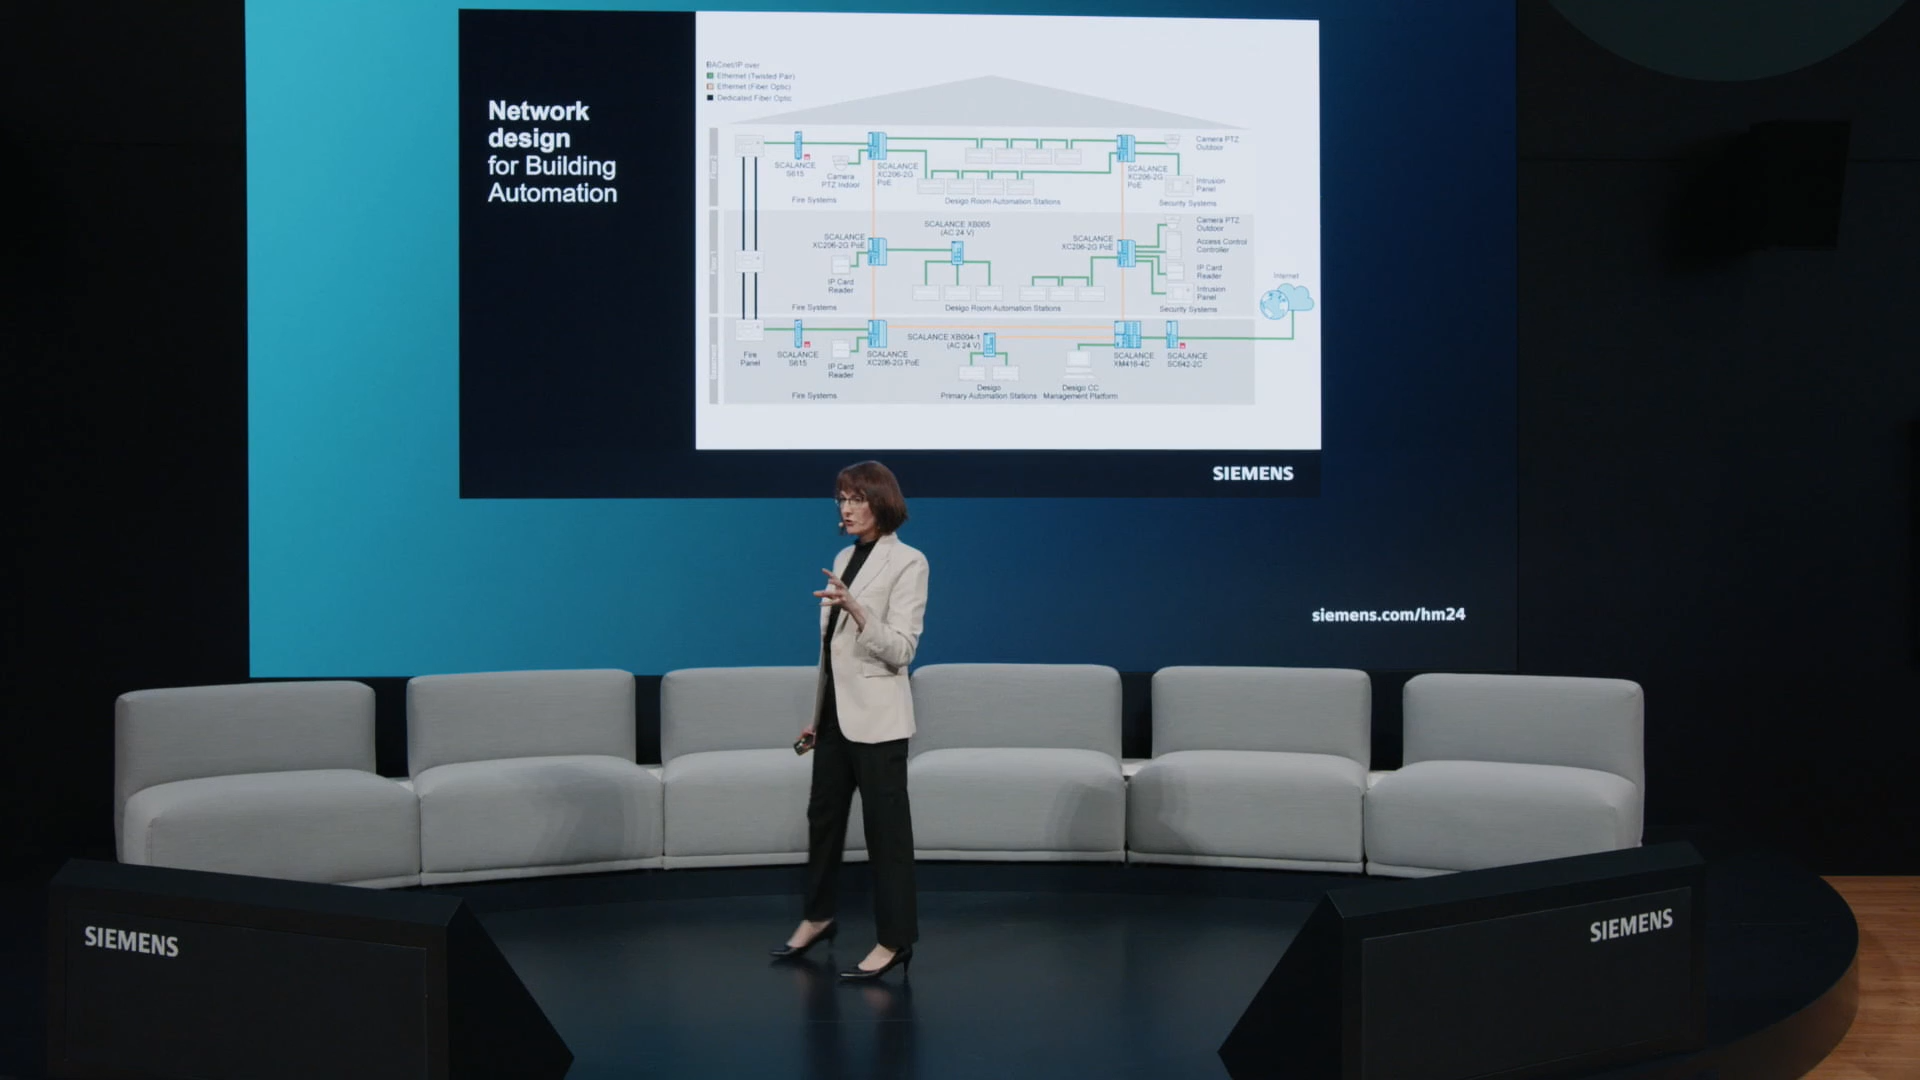 Network
design
for Building
Automation
BACnet/IP over
Ethernet (Twisted Pair)
Ethernet (Fiber Optic)
Dedicated Fiber Optic
SCALANCE
S615
Camera
PTZ Indoor
SCALANCE
XC206-2G
PoE
Fire Systems
Desigo Room Automation Stations
SCALANCE
XC206-2G
PoE
Camera PTZ
Outdoor
Intrusion
Panel
Security Systems
SCALANCE
XC206-2G PoE
IP Card
Reader
Fire Systems
SCALANCE XB005
(AC 24 V)
Desigo Room Automation Stations
SCALANCE
XC206-2G PoE
Camera PTZ
Outdoor
Access Control
Controller
IP Card
Reader
Intrusion
Panel
Security Systems
Internet
Fire
Panel
SCALANCE
S615
IP Card
Reader
SCALANCE
XC206-2G PoE
Fire Systems
SCALANCE XB004-1
(AC 24 V)
Desigo
Primary Automation Stations
Desigo CC
Management Platform
SCALANCE
XM416-4C
SCALANCE
SC642-2C
SIEMENS
siemens.com/hm24
SIEMENS
SIEMENS